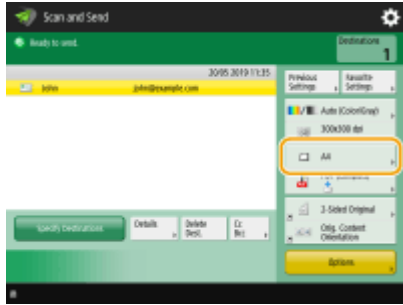 Scan and Send
Ready to send.
Destinations
1
20/05 2019 11:35
John
john@example.com
Previous
Settings
Favorite
Settings
Auto (Color/Gray)
300x300 dpi
A4
2-Sided Original
Orig. Content
Orientation
Specify Destinations
Details
Delete
Dest.
Cc
Bcc
Options